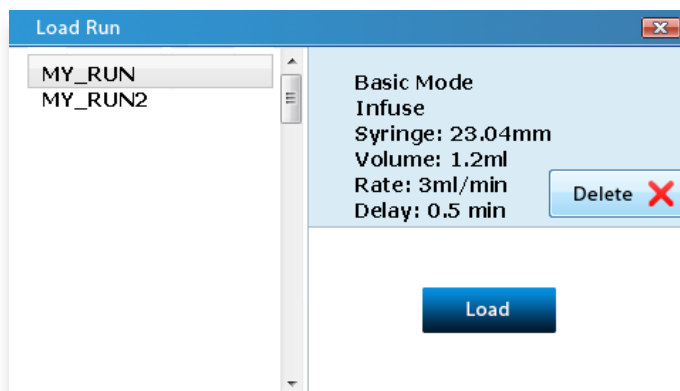 Load Run
MY_RUN
MY_RUN2
Basic Mode
Infuse
Syringe: 23.04mm
Volume: 1.2ml
Rate: 3ml/min
Delay: 0.5 min
Delete
Load